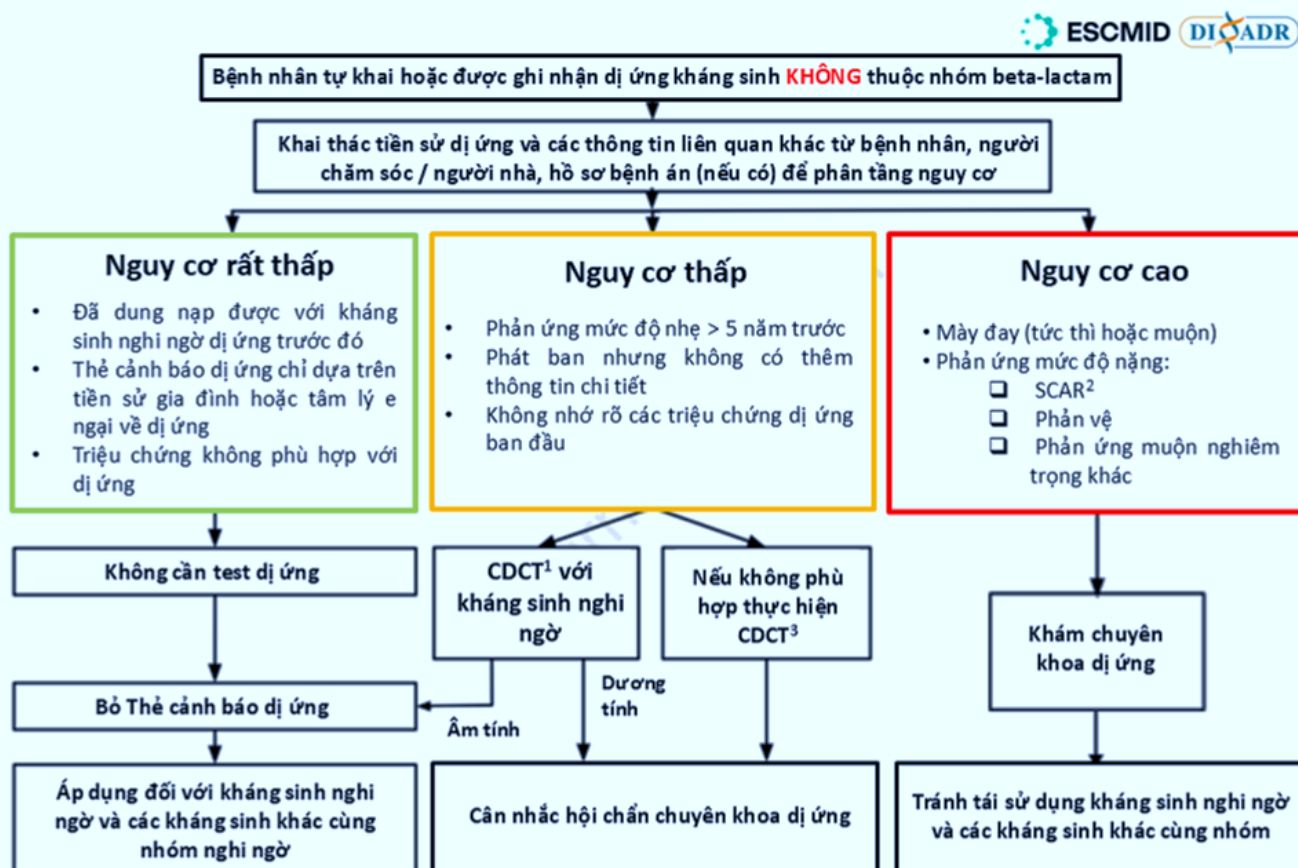 ESCMID DI ADR
Bệnh nhân tự khai hoặc được ghi nhận dị ứng kháng sinh KHÔNG thuộc nhóm beta-lactam
Khai thác tiền sử dị ứng và các thông tin liên quan khác từ bệnh nhân, người
chăm sóc / người nhà, hồ sơ bệnh án (nếu có) để phân tầng nguy cơ
Nguy cơ rất thấp
• Đã dung nạp được với kháng
sinh nghi ngờ dị ứng trước đó
• Thẻ cảnh báo dị ứng chỉ dựa trên
tiền sử gia đình hoặc tâm lý e
ngại về dị ứng
• Triệu chứng không phù hợp với
dị ứng
Nguy cơ thấp
• Phản ứng mức độ nhẹ > 5 năm trước
• Phát ban nhưng không có thêm
thông tin chi tiết
• Không nhớ rõ các triệu chứng dị ứng
ban đầu
Nguy cơ cao
• Mày đay (tức thì hoặc muộn)
• Phản ứng mức độ nặng:
❑ SCAR²
❑ Phản vệ
❑ Phản ứng muộn nghiêm
trọng khác
Không cần test dị ứng
CDCT¹ với
kháng sinh nghi
ngờ
Nếu không phù
hợp thực hiện
CDCT³
Khám chuyên
khoa dị ứng
Bỏ Thẻ cảnh báo dị ứng
Âm tính
Dương
tính
Áp dụng đối với kháng sinh nghi
ngờ và các kháng sinh khác cùng
nhóm nghi ngờ
Cân nhắc hội chẩn chuyên khoa dị ứng
Tránh tái sử dụng kháng sinh nghi ngờ
và các kháng sinh khác cùng nhóm